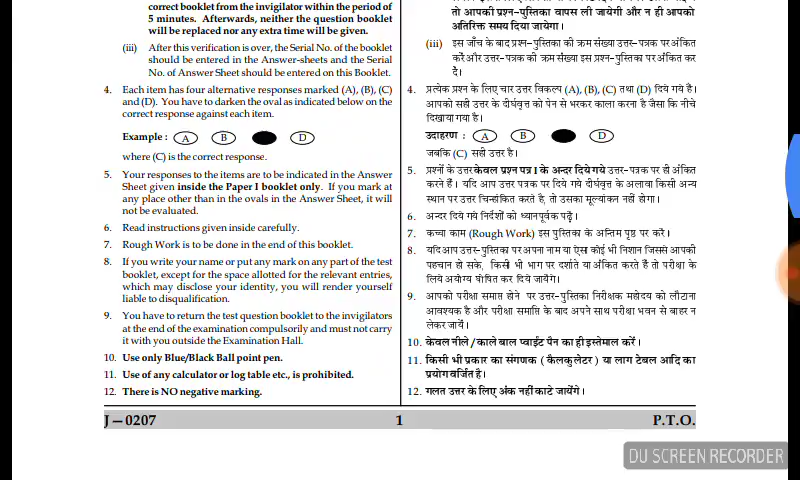 correct booklet from the invigilator within the period of
5 minutes. Afterwards, neither the question booklet
will be replaced nor any extra time will be given.
(iii) After this verification is over, the Serial No. of the booklet
should be entered in the Answer-sheets and the Serial
No. of Answer Sheet should be entered on this Booklet.
4. Each item has four alternative responses marked (A), (B), (C)
and (D). You have to darken the oval as indicated below on the
correct response against each item.
Example : A B D
where (C) is the correct response.
5. Your responses to the items are to be indicated in the Answer
Sheet given inside the Paper I booklet only. If you mark at
any place other than in the ovals in the Answer Sheet, it will
not be evaluated.
6. Read instructions given inside carefully.
7. Rough Work is to be done in the end of this booklet.
8. If you write your name or put any mark on any part of the test
booklet, except for the space allotted for the relevant entries,
which may disclose your identity, you will render yourself
liable to disqualification.
9. You have to return the test question booklet to the invigilators
at the end of the examination compulsorily and must not carry
it with you outside the Examination Hall.
10. Use only Blue/Black Ball point pen.
11. Use of any calculator or log table etc., is prohibited.
12. There is NO negative marking.
तो आपकी प्रश्न-पुस्तिका वापस ली जायेगी और न ही आपको
अतिरिक्त समय दिया जायेगा।
(iii) इस जाँच के बाद प्रश्न-पुस्तिका की क्रम संख्या उत्तर-पत्रक पर अंकित
करें और उत्तर-पत्रक की क्रम संख्या इस प्रश्न-पुस्तिका पर अंकित कर
दें।
4. प्रत्येक प्रश्न के लिए चार उत्तर विकल्प (A), (B), (C) तथा (D) दिये गये हैं।
आपको सही उत्तर के दीर्घवृत्त को पेन से भरकर काला करना है जैसा कि नीचे
दिखाया गया है।
उदाहरण : A B D
जबकि (C) सही उत्तर है।
5. प्रश्नों के उत्तर केवल प्रश्न पत्र I के अन्दर दिये गये उत्तर-पत्रक पर ही अंकित
करने हैं। यदि आप उत्तर पत्रक पर दिये गये दीर्घवृत्त के अलावा किसी अन्य
स्थान पर उत्तर चिन्हांकित करते है, तो उसका मूल्यांकन नहीं होगा।
6. अन्दर दिये गये निर्देशों को ध्यानपूर्वक पढ़ें।
7. कच्चा काम (Rough Work) इस पुस्तिका के अन्तिम पृष्ठ पर करें।
8. यदि आप उत्तर-पुस्तिका पर अपना नाम या ऐसा कोई भी निशान जिससे आपकी
पहचान हो सके, किसी भी भाग पर दर्शाते या अंकित करते हैं तो परीक्षा के
लिये अयोग्य घोषित कर दिये जायेंगे।
9. आपको परीक्षा समाप्त होने पर उत्तर-पुस्तिका निरीक्षक महोदय को लौटाना
आवश्यक है और परीक्षा समाप्ति के बाद अपने साथ परीक्षा भवन से बाहर न
लेकर जायें।
10. केवल नीले / काले बाल प्वाईंट पैन का ही इस्तेमाल करें।
11. किसी भी प्रकार का संगणक (कैलकुलेटर) या लाग टेबल आदि का
प्रयोग वर्जित है।
12. गलत उत्तर के लिए अंक नहीं काटे जायेंगे।
J – 0207 1 P.T.O.
DU SCREEN RECORDER